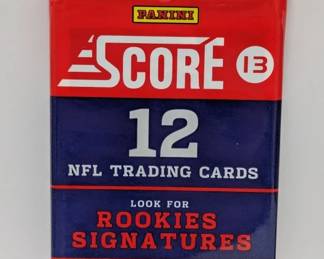 PANINI
SCORE 13
12
NFL TRADING CARDS
LOOK FOR
ROOKIES
SIGNATURES